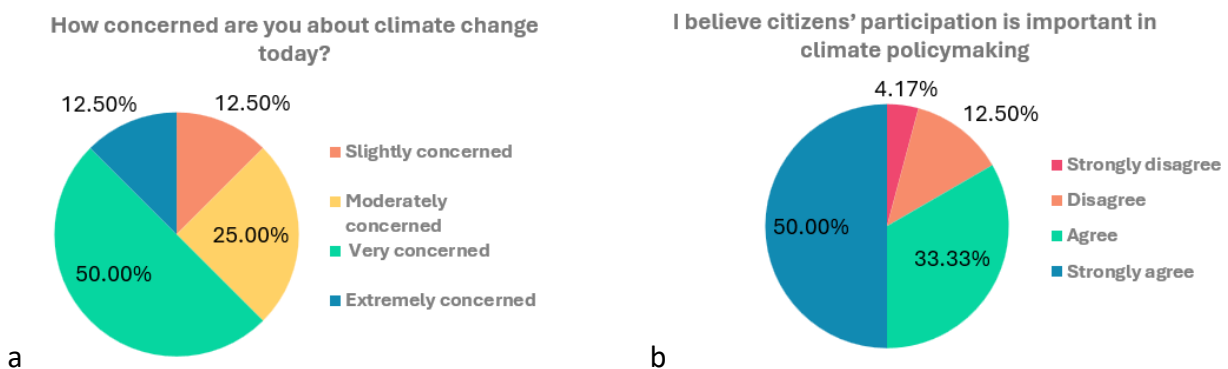 How concerned are you about climate change
today?
12.50%
12.50%
25.00%
50.00%
Slightly concerned
Moderately
concerned
Very concerned
Extremely concerned
a
I believe citizens’ participation is important in
climate policymaking
4.17%
12.50%
50.00%
33.33%
Strongly disagree
Disagree
Agree
Strongly agree
b